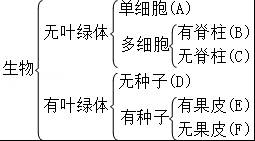 单细胞(A)
无叶绿体
多细胞
有脊柱(B)
无脊柱(C)
生物
无种子(D)
有叶绿体
有种子
有果皮(E)
无果皮(F)